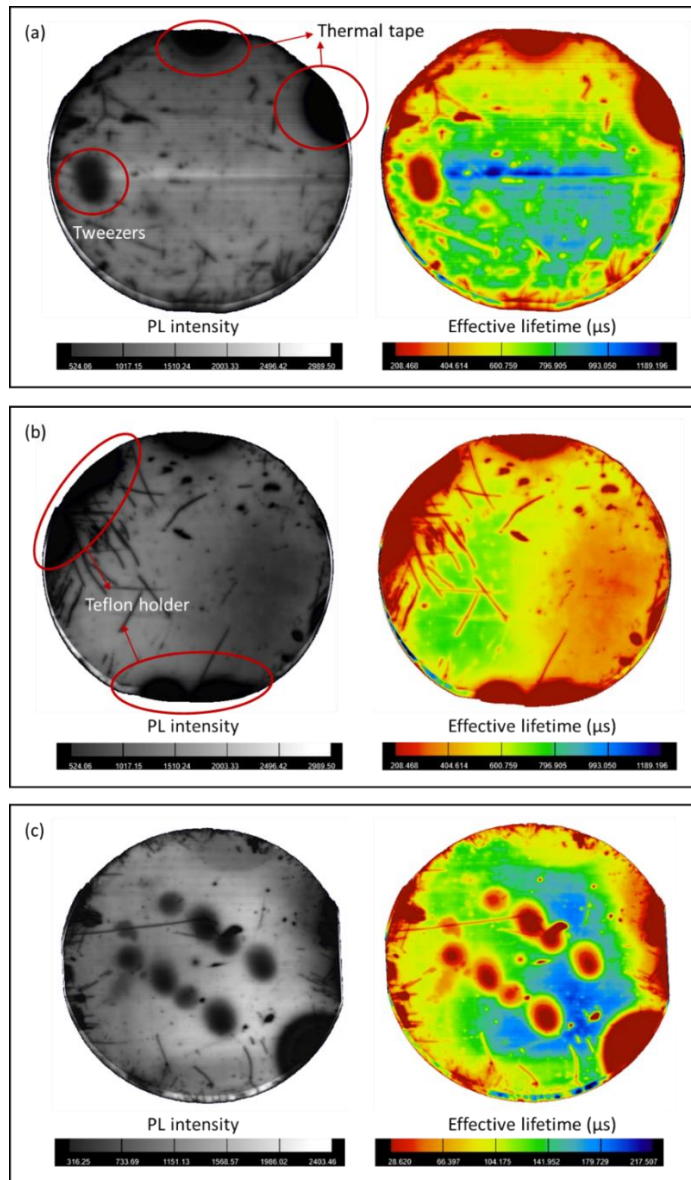 (a)
Thermal tape
Tweezers
PL intensity
Effective lifetime (µs)
524.06 1017.15 1510.24 2003.33 2496.42 2989.50
208.468 404.614 600.759 796.905 993.050 1189.196
(b)
Teflon holder
PL intensity
Effective lifetime (µs)
524.06 1017.15 1510.24 2003.33 2496.42 2989.50
208.468 404.614 600.759 796.905 993.050 1189.196
(c)
PL intensity
Effective lifetime (µs)
316.25 733.69 1151.13 1568.57 1986.02 2403.46
28.620 66.397 104.175 141.952 179.729 217.507